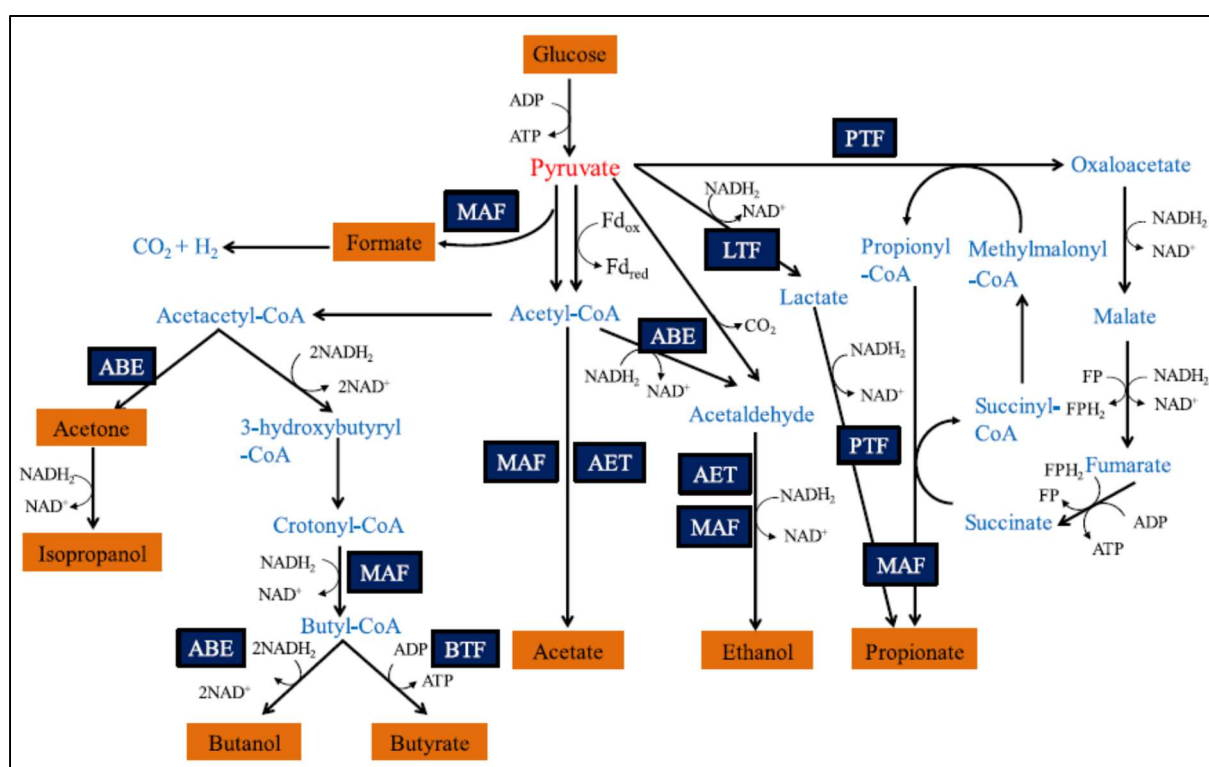 Glucose
ADP
ATP
Pyruvate
PTF
Oxaloacetate
MAF
NADH2
NAD+
NADH2
NAD+
CO2 + H2
Formate
Fdox
Fdred
LTF
Propionyl
-CoA
Methylmalonyl
-CoA
Lactate
Malate
Acetacetyl-CoA
Acetyl-CoA
CO2
ABE
NADH2
NAD+
ABE
2NADH2
2NAD+
NADH2
NAD+
FP
FPH2
NADH2
NAD+
Acetone
3-hydroxybutyryl
-CoA
Acetaldehyde
Succinyl-
CoA
MAF
AET
AET
MAF
PTF
NADH2
NAD+
NADH2
NAD+
FPH2
FP
Fumarate
Succinate
ADP
ATP
Isopropanol
Crotonyl-CoA
NADH2
NAD+
MAF
MAF
Butyl-CoA
ABE
2NADH2
2NAD+
ADP
ATP
BTF
Acetate
Ethanol
Propionate
Butanol
Butyrate